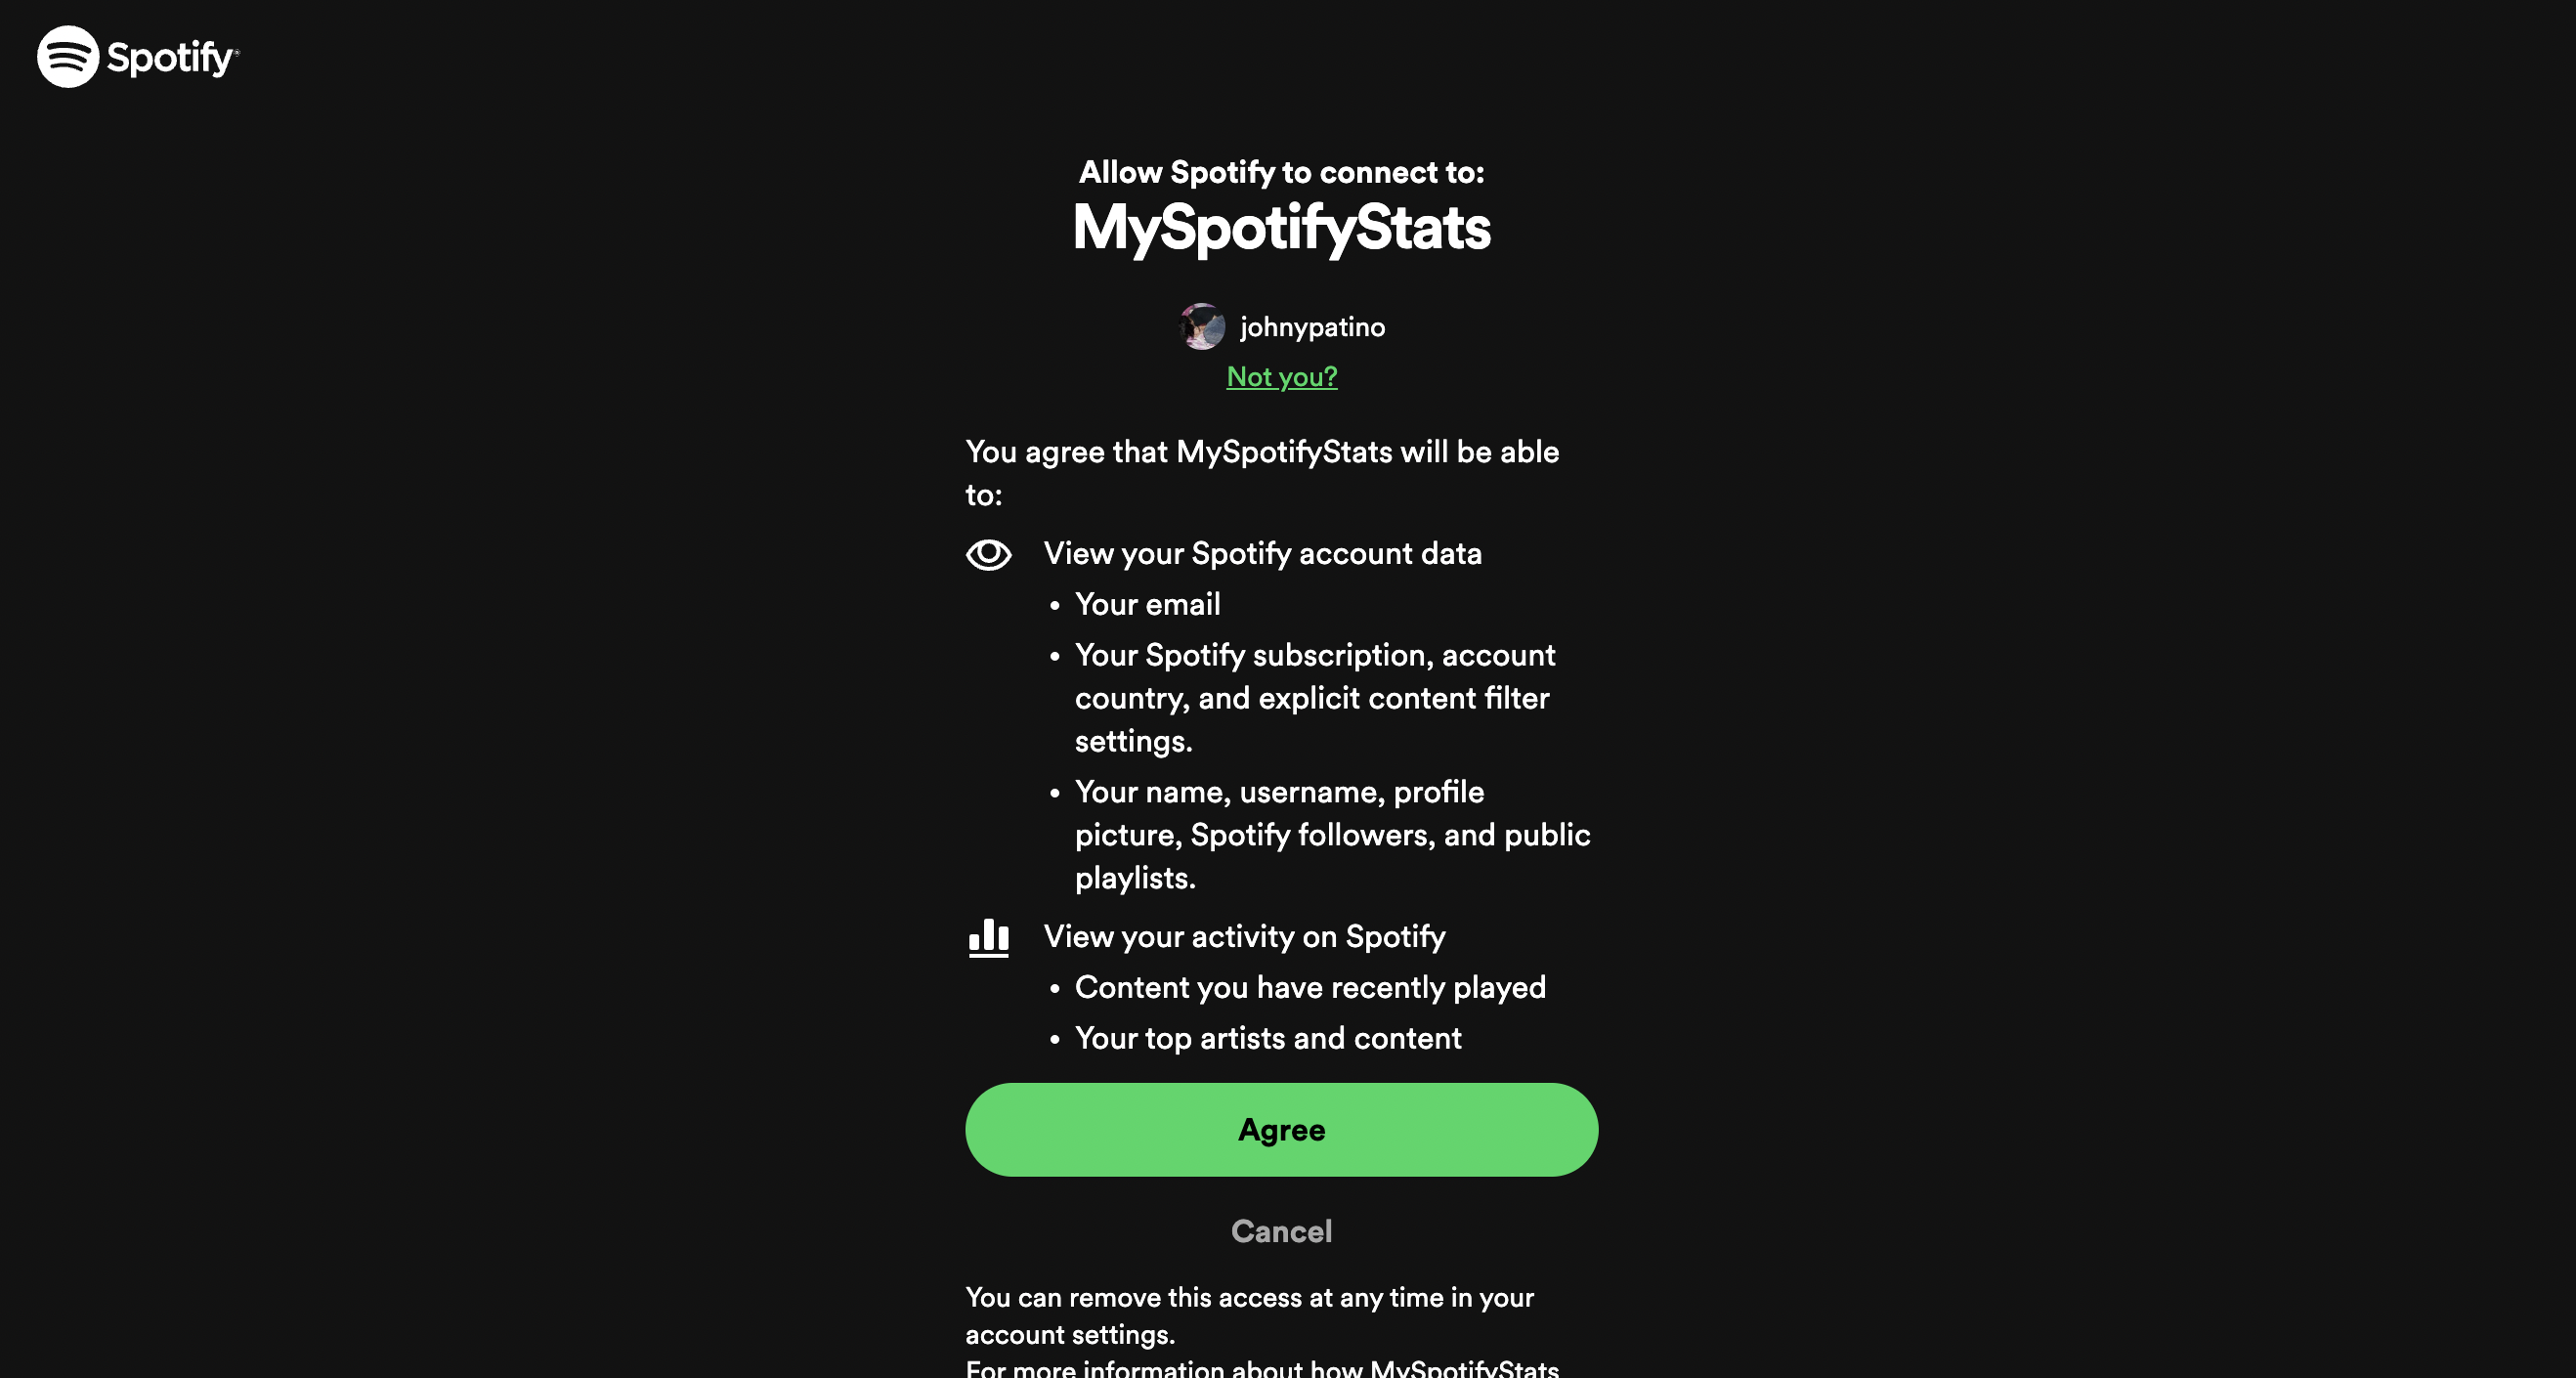 Spotify
Allow Spotify to connect to:
MySpotifyStats
johnypatino
Not you?
You agree that MySpotifyStats will be able
to:
View your Spotify account data
• Your email
• Your Spotify subscription, account
country, and explicit content filter
settings.
• Your name, username, profile
picture, Spotify followers, and public
playlists.
View your activity on Spotify
• Content you have recently played
• Your top artists and content
Agree
Cancel
You can remove this access at any time in your
account settings.
For more information about how MySpotifyStats